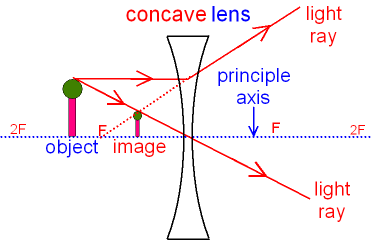 concave lens
light
ray
principle
axis
2F
F
F
2F
object
image
light
ray